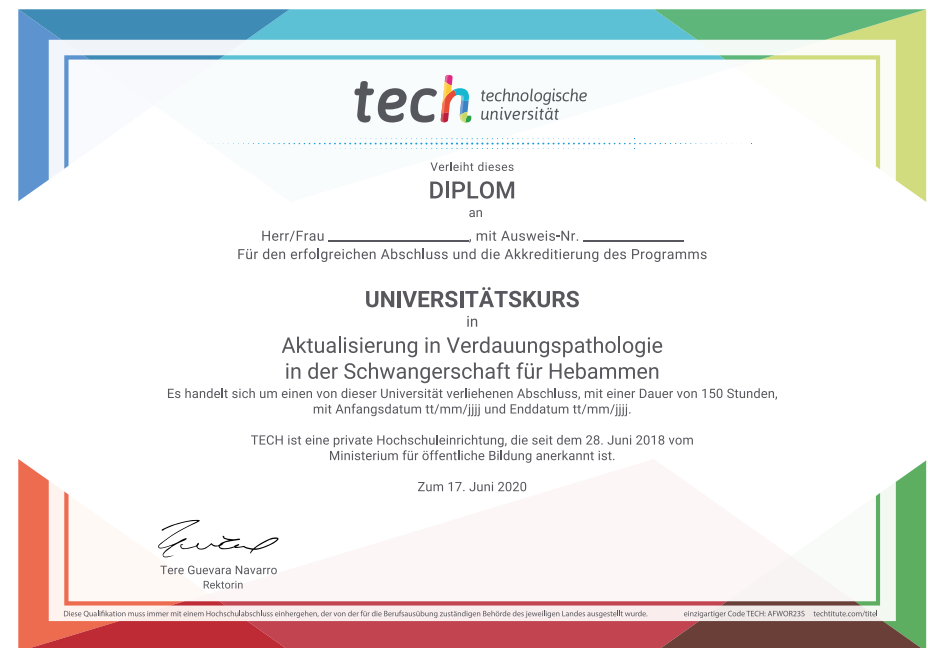 tech technologische
universität
Verleiht dieses
DIPLOM
an
Herr/Frau ____________________, mit Ausweis-Nr. ______________
Für den erfolgreichen Abschluss und die Akkreditierung des Programms
UNIVERSITÄTSKURS
in
Aktualisierung in Verdauungspathologie
in der Schwangerschaft für Hebammen
Es handelt sich um einen von dieser Universität verliehenen Abschluss, mit einer Dauer von 150 Stunden,
mit Anfangsdatum tt/mm/jjjj und Enddatum tt/mm/jjjj.
TECH ist eine private Hochschuleinrichtung, die seit dem 28. Juni 2018 vom
Ministerium für öffentliche Bildung anerkannt ist.
Zum 17. Juni 2020
Tere Guevara Navarro
Rektorin
Diese Qualifikation muss immer mit einem Hochschulabschluss einhergehen, der von der für die Berufsausübung zuständigen Behörde des jeweiligen Landes ausgestellt wurde. einzigartiger Code TECH: AFWOR23S techtitute.com/titel